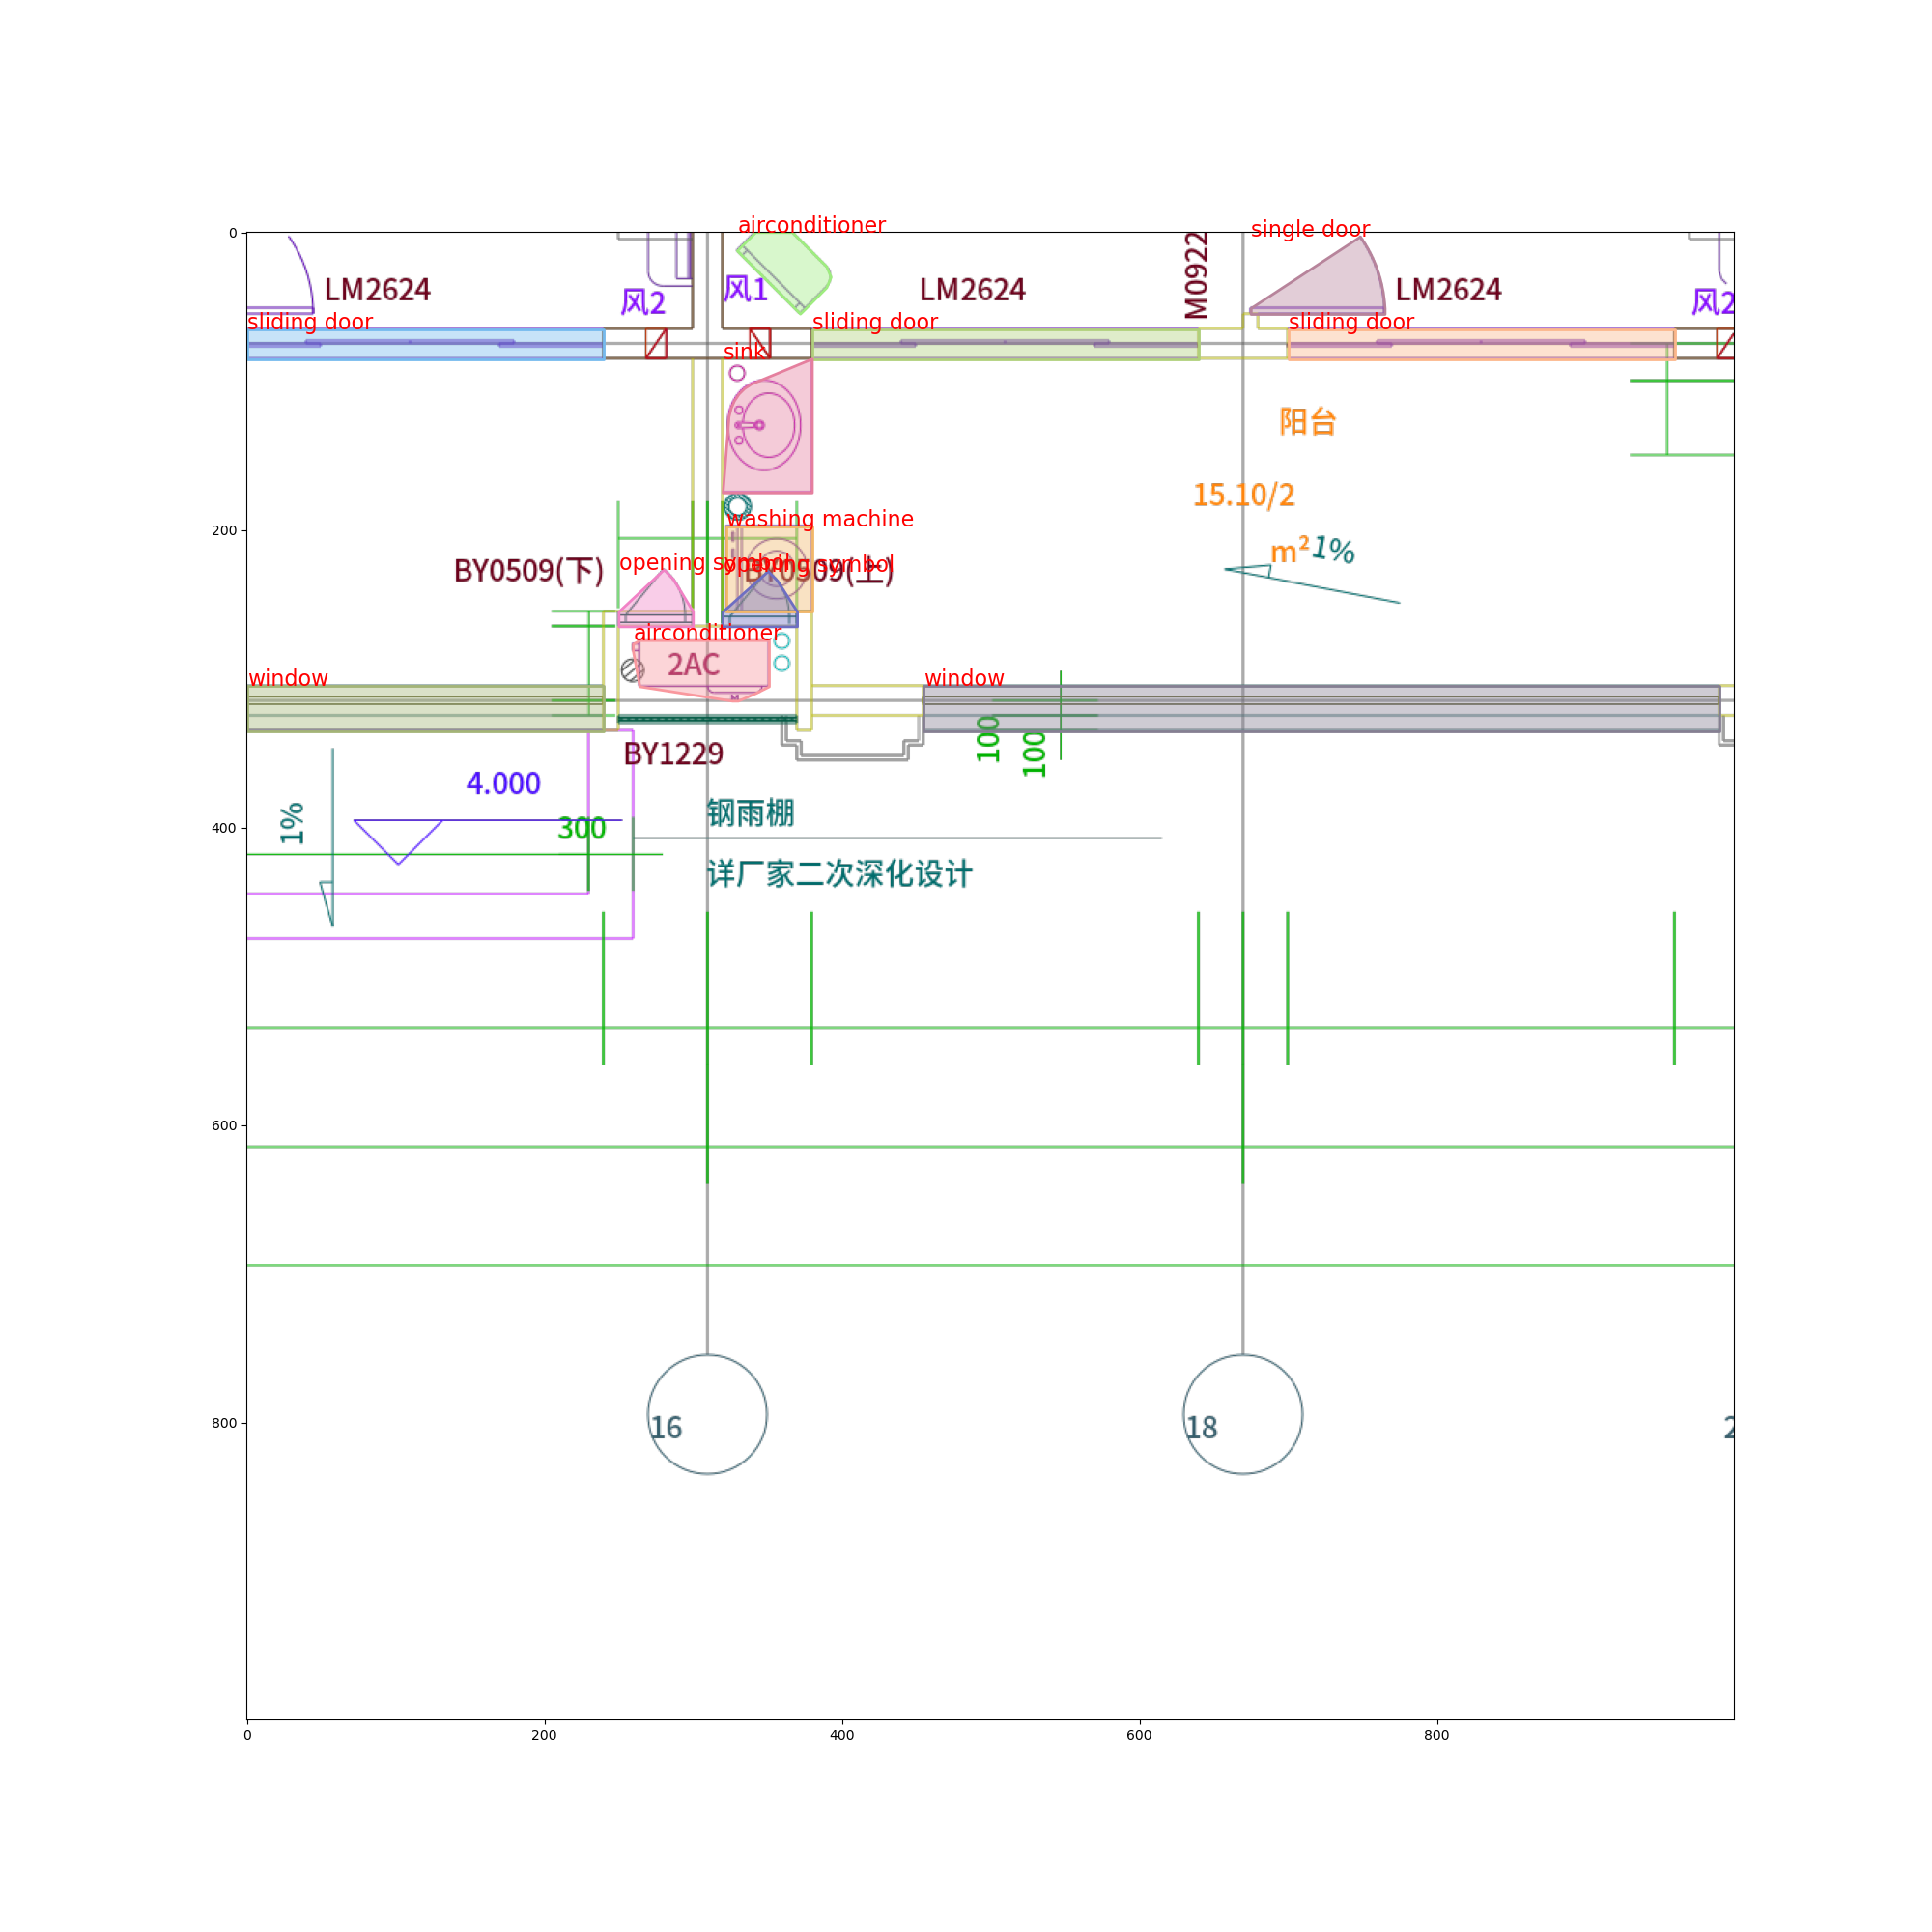 airconditioner
single door
0
LM2624
风2
风1
LM2624
M0922
LM2624
风2
sliding door
sliding door
sliding door
sink
阳台
15.10/2
m²
1%
200
washing machine
BY0509(下)
opening symbol
opening symbol
BY0509(上)
airconditioner
2AC
window
window
BY1229
100
100
4.000
1%
300
钢雨棚
400
详厂家二次深化设计
600
800
16
18
2
0
200
400
600
800